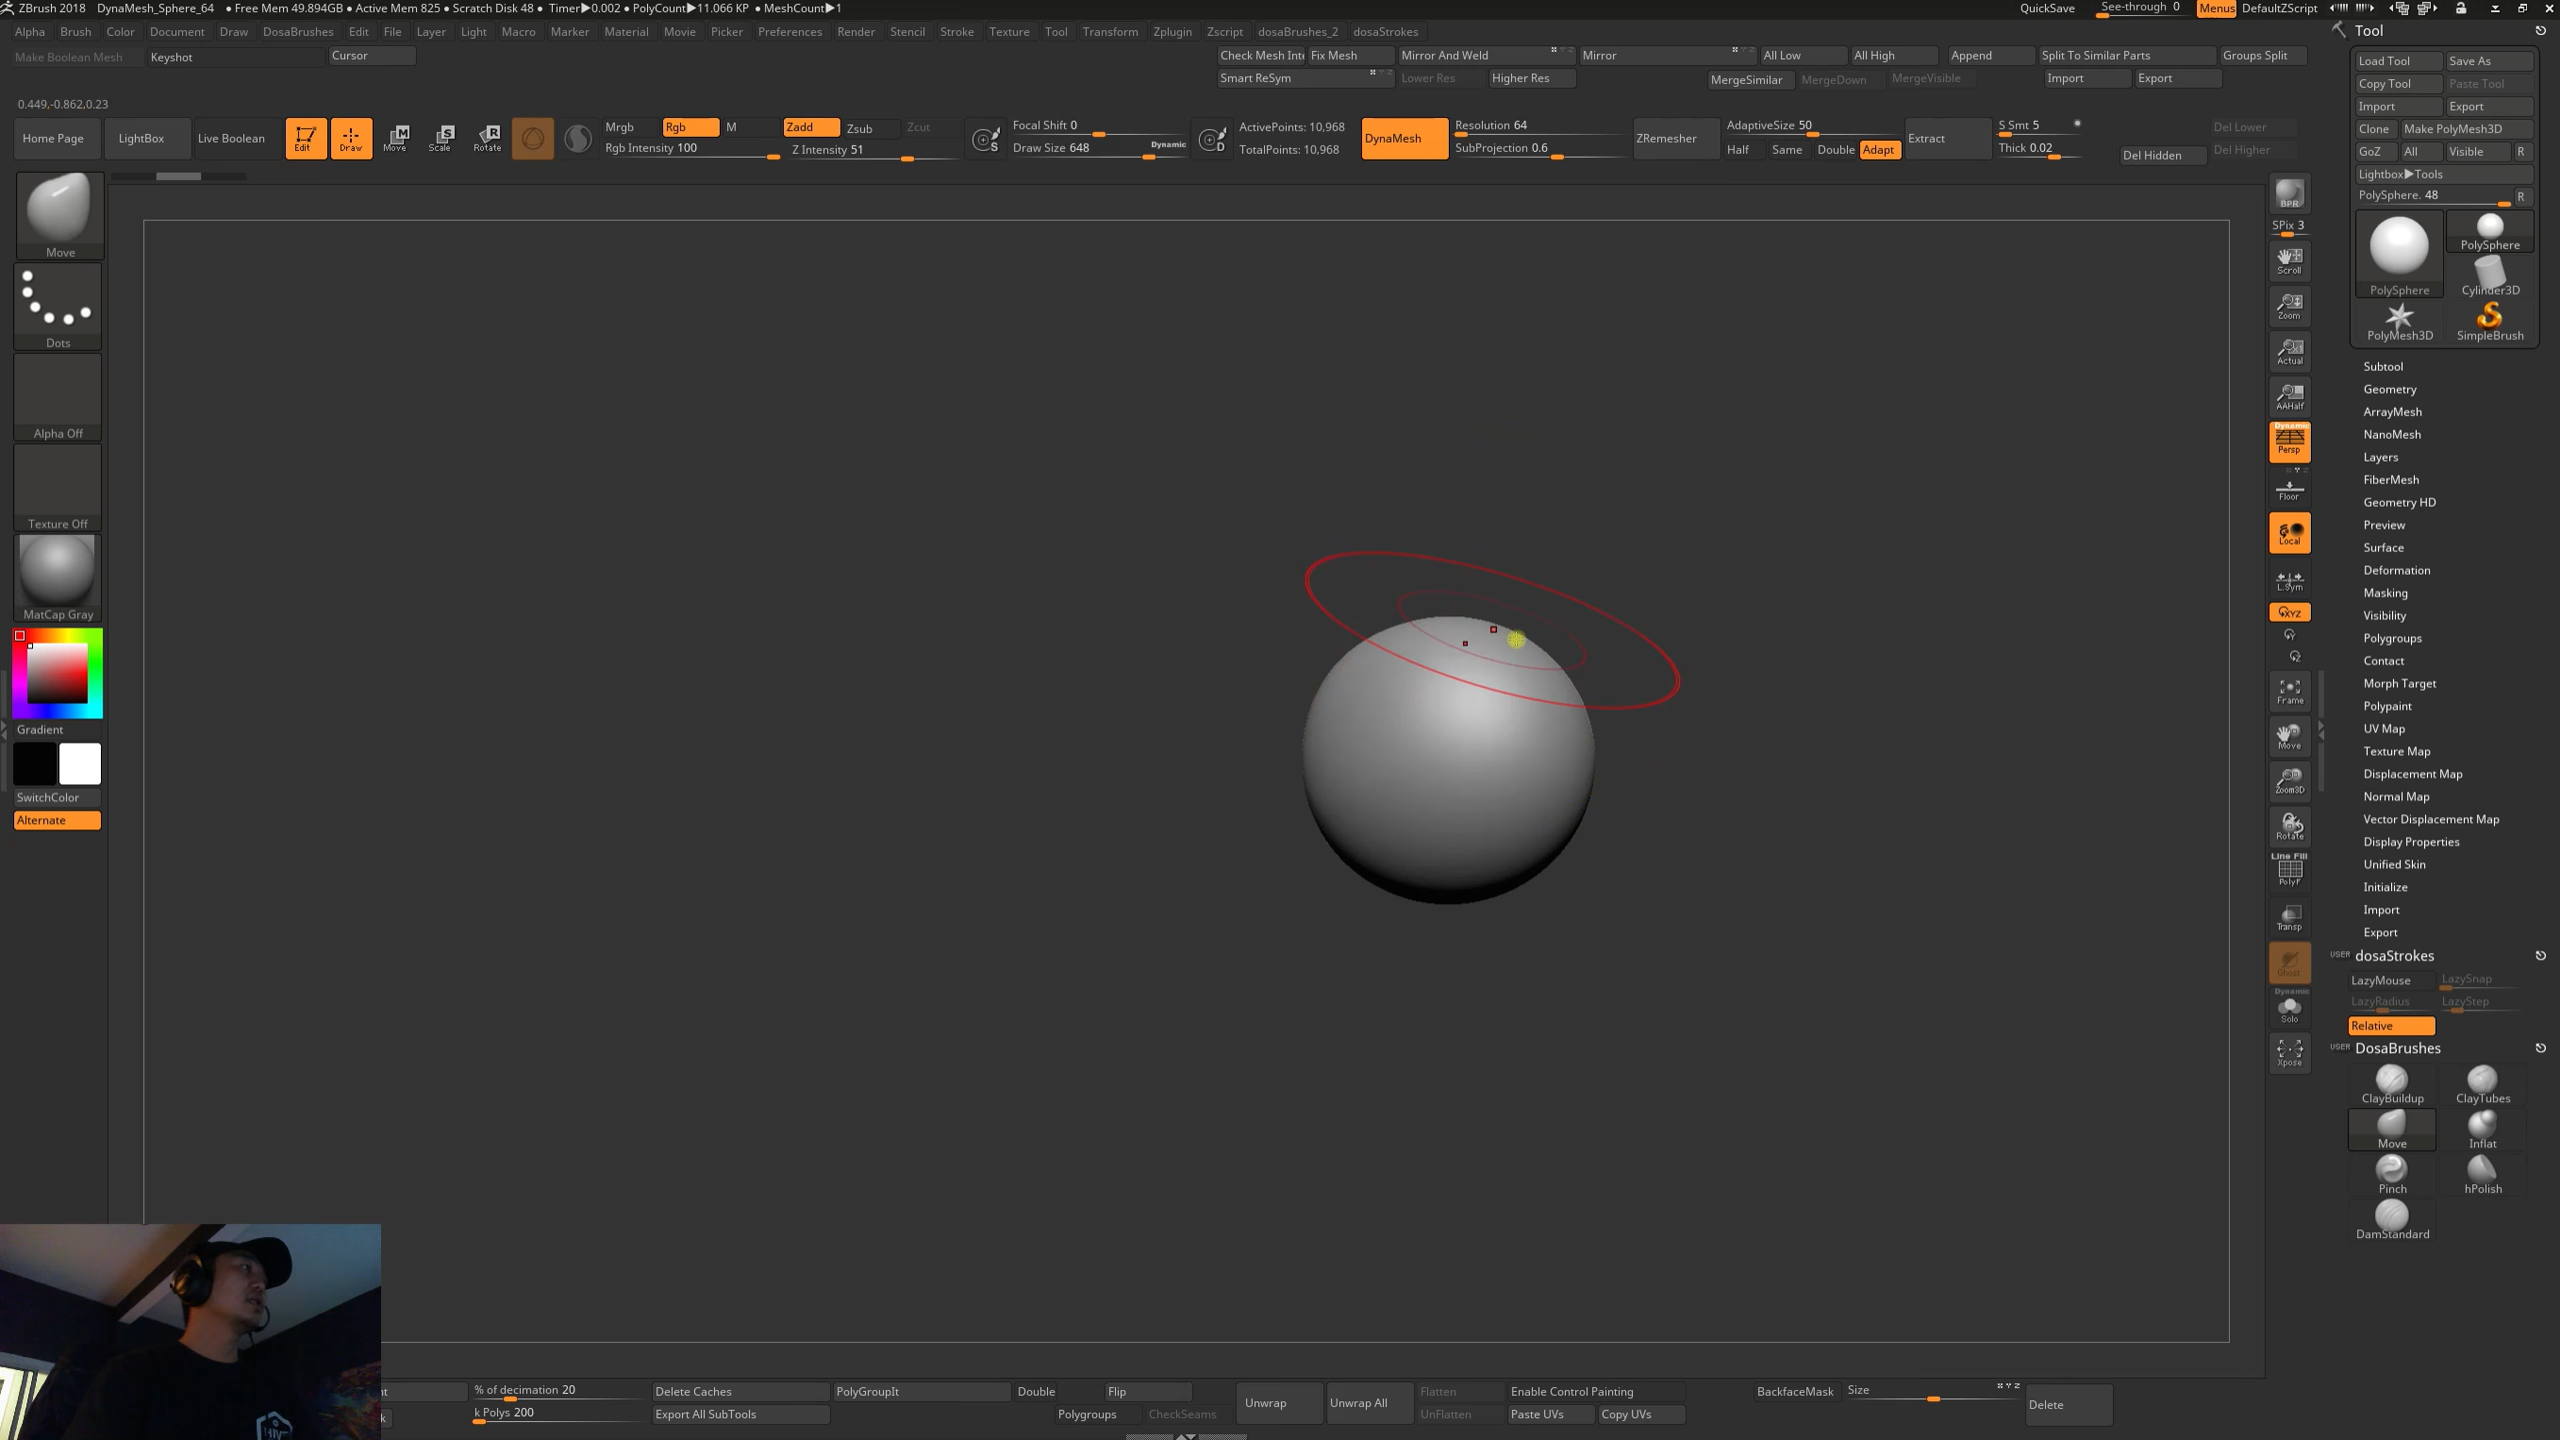 ZBrush 2018 DynaMesh_Sphere_64 ● Free Mem 49.894GB ● Active Mem 825 ● Scratch Disk 48 ● Timer▶0.002 ● PolyCount▶11.066 KP ● MeshCount▶1 QuickSave See-through 0 Menus DefaultZScript
Alpha Brush Color Document Draw DosaBrushes Edit File Layer Light Macro Marker Material Movie Picker Preferences Render Stencil Stroke Texture Tool Transform Zplugin Zscript dosaBrushes_2 dosaStrokes
Make Boolean Mesh Keyshot Cursor
Check Mesh Inte Fix Mesh Mirror And Weld Mirror All Low All High Append Split To Similar Parts Groups Split
Smart ReSym Lower Res Higher Res MergeSimilar MergeDown MergeVisible Import Export
0.449,-0.862,0.23
Home Page LightBox Live Boolean Edit Draw Move Scale Rotate
Mrgb Rgb M Zadd Zsub Zcut
Rgb Intensity 100 Z Intensity 51
Focal Shift 0
Draw Size 648 Dynamic
ActivePoints: 10,968
TotalPoints: 10,968
DynaMesh
Resolution 64
SubProjection 0.6
ZRemesher
AdaptiveSize 50
Half Same Double Adapt
Extract
S Smt 5
Thick 0.02
Del Hidden
Del Lower
Del Higher
Move
Dots
Alpha Off
Texture Off
MatCap Gray
Gradient
SwitchColor
Alternate
BPR
SPix 3
Scroll
Zoom
Actual
AAHalf
Dynamic
Persp
Floor
Local
L.Sym
XYZ
Frame
Move
Zoom3D
Rotate
Line Fill
PolyF
Transp
Ghost
Dynamic
Solo
Xpose
Tool
Load Tool Save As
Copy Tool Paste Tool
Import Export
Clone Make PolyMesh3D
GoZ All Visible R
Lightbox▶Tools
PolySphere. 48 R
PolySphere PolySphere
Cylinder3D
PolyMesh3D SimpleBrush
Subtool
Geometry
ArrayMesh
NanoMesh
Layers
FiberMesh
Geometry HD
Preview
Surface
Deformation
Masking
Visibility
Polygroups
Contact
Morph Target
Polypaint
UV Map
Texture Map
Displacement Map
Normal Map
Vector Displacement Map
Display Properties
Unified Skin
Initialize
Import
Export
USER dosaStrokes
LazyMouse LazySnap
LazyRadius LazyStep
Relative
USER DosaBrushes
ClayBuildup ClayTubes
Move Inflat
Pinch hPolish
DamStandard
nt % of decimation 20 Delete Caches PolyGroupIt Double Flip
k k Polys 200 Export All SubTools Polygroups CheckSeams
Unwrap Unwrap All
Flatten Enable Control Painting
UnFlatten Paste UVs Copy UVs
BackfaceMask Size Delete